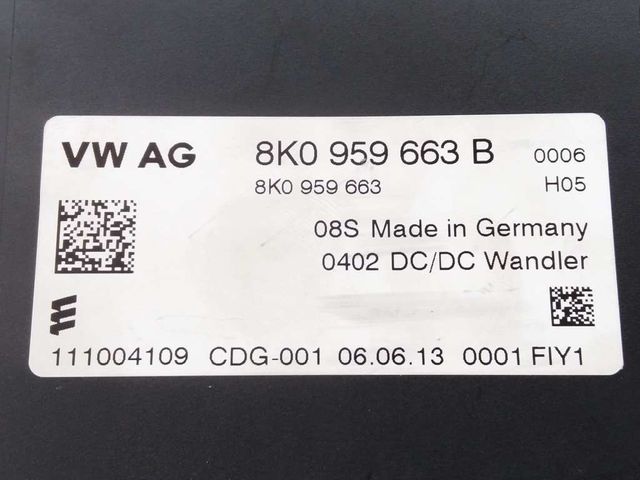 VW AG 8K0 959 663 B 0006
8K0 959 663 H05
08S Made in Germany
0402 DC/DC Wandler
111004109 CDG-001 06.06.13 0001 FIY1